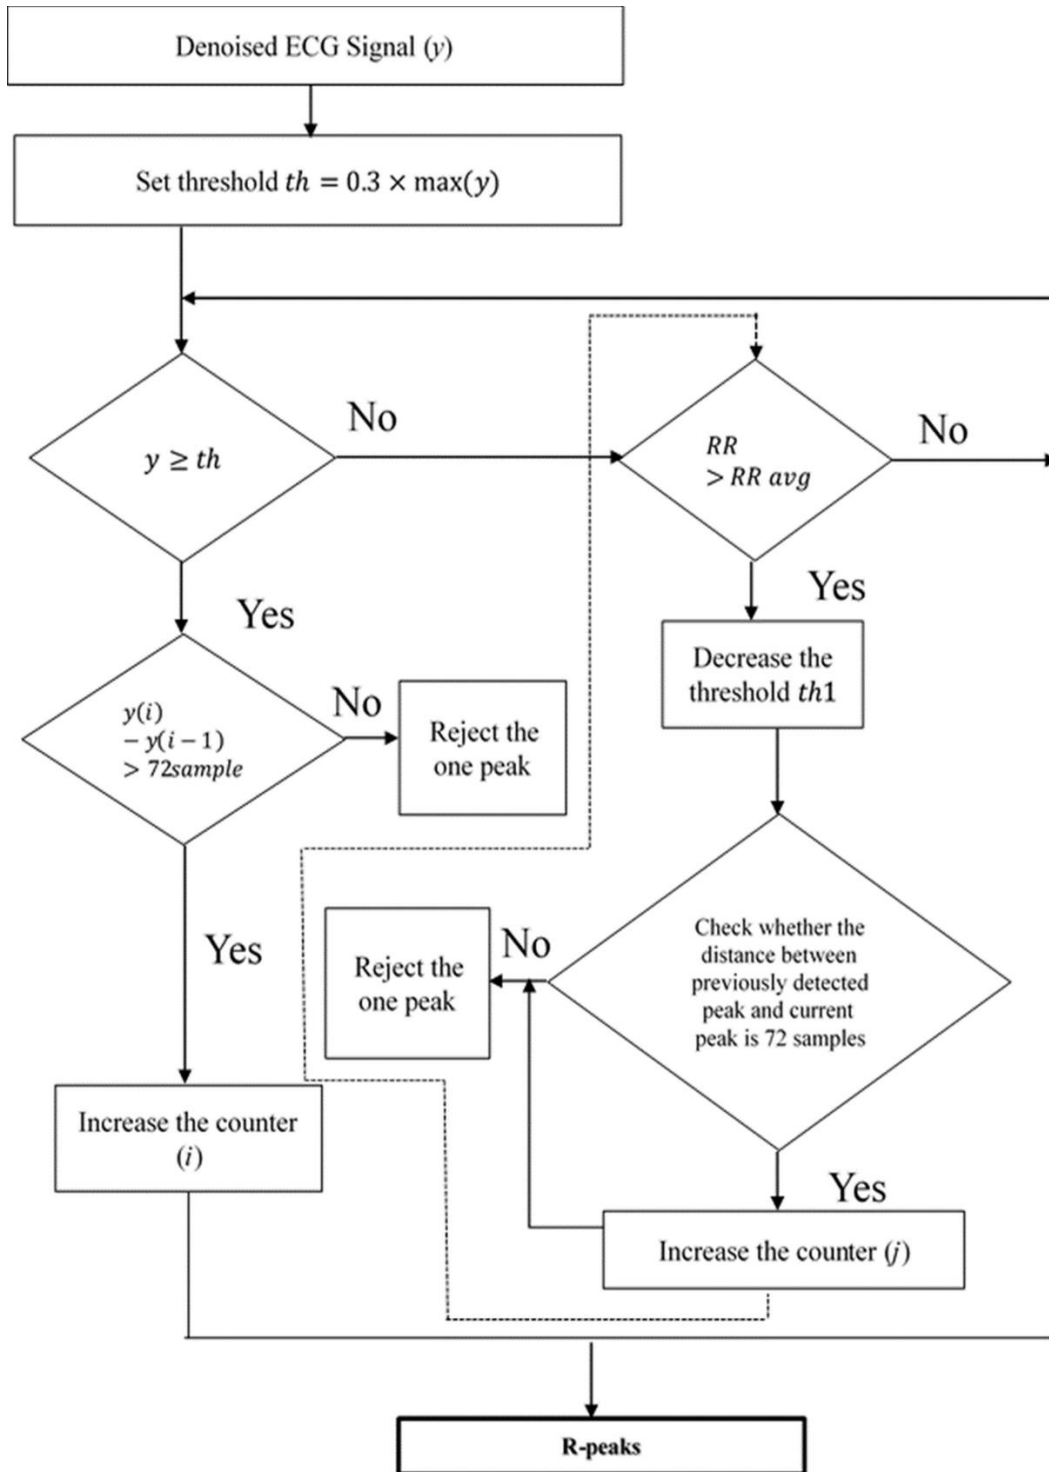 Denoised ECG Signal (y)
Set threshold th = 0.3 × max(y)
y ≥ th
No
RR
> RR avg
No
Yes
Yes
Decrease the
threshold th1
y(i)
− y(i − 1)
> 72sample
No
Reject the
one peak
Check whether the
distance between
previously detected
peak and current
peak is 72 samples
No
Reject the
one peak
Yes
Increase the counter
(i)
Yes
Increase the counter (j)
R-peaks